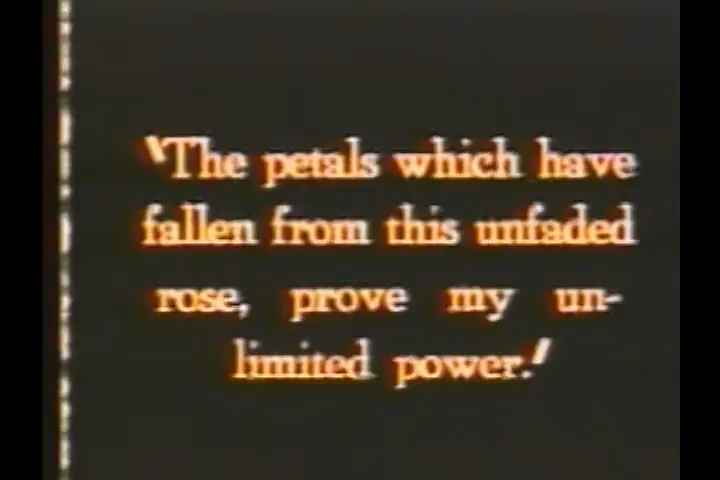 "The petals which have
fallen from this unfaded
rose, prove my un-
limited power."